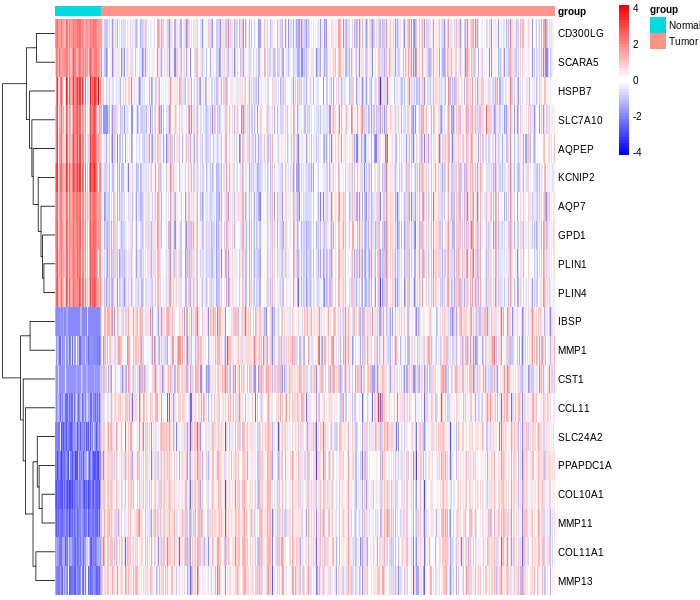 group
CD300LG
SCARA5
HSPB7
SLC7A10
AQPEP
KCNIP2
AQP7
GPD1
PLIN1
PLIN4
IBSP
MMP1
CST1
CCL11
SLC24A2
PPAPDC1A
COL10A1
MMP11
COL11A1
MMP13
4
2
0
-2
-4
group
Normal
Tumor